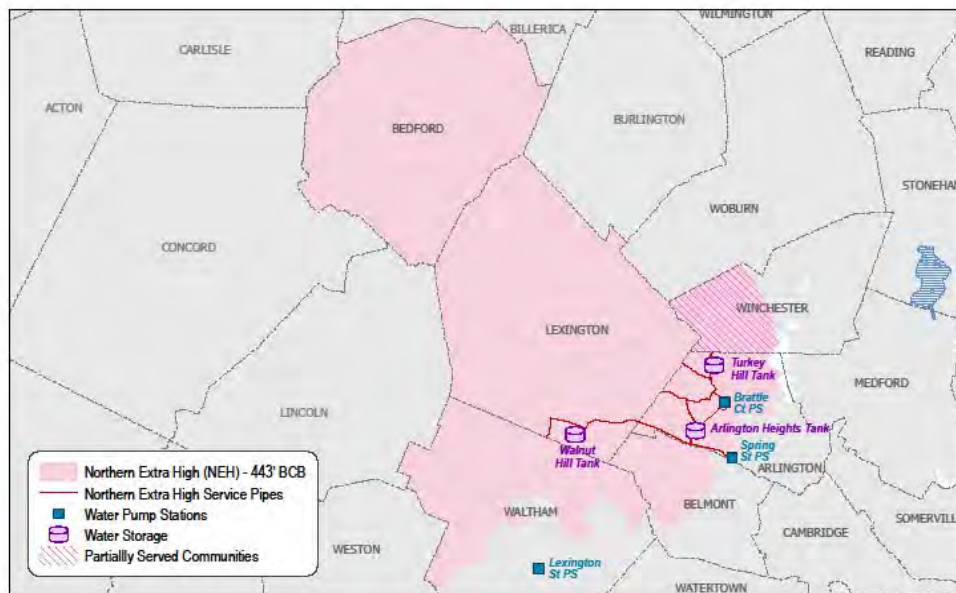 WILMINGTON
BILLERICA
CARLISLE
READING
ACTON
BURLINGTON
BEDFORD
STONEHAM
WOBURN
CONCORD
WINCHESTER
LEXINGTON
Turkey
Hill Tank
MEDFORD
Brattle
Ct PS
LINCOLN
Arlington Heights Tank
Walnut
Hill Tank
Spring
St PS
ARLINGTON
Northern Extra High (NEH) - 443' BCB
Northern Extra High Service Pipes
Water Pump Stations
Water Storage
Partiallly Served Communities
WALTHAM
BELMONT
SOMERVIL
CAMBRIDGE
WESTON
Lexington
St PS
WATERTOWN